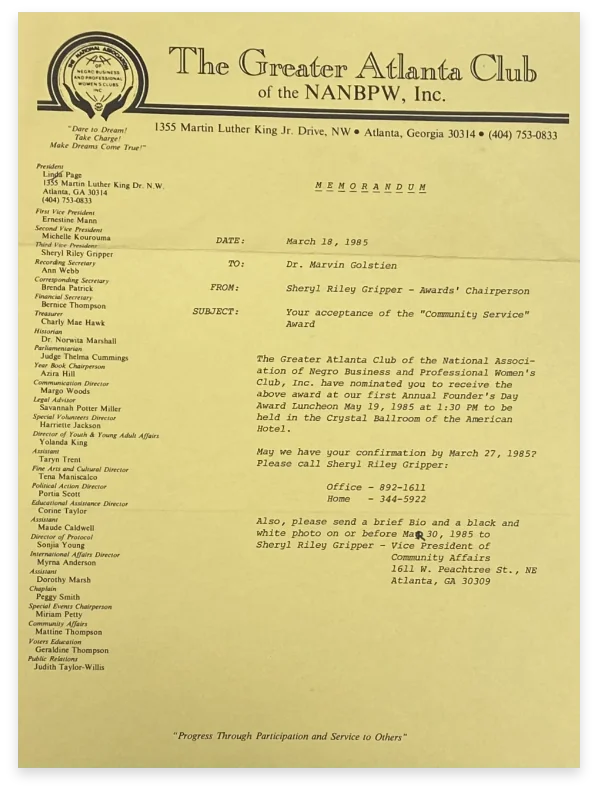 THE NATIONAL ASSOCIATION
OF
NEGRO BUSINESS
AND PROFESSIONAL
WOMEN'S CLUBS
INC
The Greater Atlanta Club
of the NANBPW, Inc.
"Dare to Dream!
Take Charge!
Make Dreams Come True!"
1355 Martin Luther King Jr. Drive, NW • Atlanta, Georgia 30314 • (404) 753-0833
President
Linda Page
1355 Martin Luther King Dr. N.W.
Atlanta, GA 30314
(404) 753-0833
First Vice President
Ernestine Mann
Second Vice President
Michelle Kourouma
Third Vice President
Sheryl Riley Gripper
Recording Secretary
Ann Webb
Corresponding Secretary
Brenda Patrick
Financial Secretary
Bernice Thompson
Treasurer
Charly Mae Hawk
Historian
Dr. Norwita Marshall
Parliamentarian
Judge Thelma Cummings
Year Book Chairperson
Azira Hill
Communication Director
Margo Woods
Legal Advisor
Savannah Potter Miller
Special Volunteers Director
Harriette Jackson
Director of Youth & Young Adult Affairs
Yolanda King
Assistant
Taryn Trent
Fine Arts and Cultural Director
Tena Maniscalco
Political Action Director
Portia Scott
Educational Assistance Director
Corine Taylor
Assistant
Maude Caldwell
Director of Protocol
Sonjia Young
International Affairs Director
Myrna Anderson
Assistant
Dorothy Marsh
Chaplain
Peggy Smith
Special Events Chairperson
Miriam Petty
Community Affairs
Mattine Thompson
Voters Education
Geraldine Thompson
Public Relations
Judith Taylor-Willis
MEMORANDUM
DATE: March 18, 1985
TO: Dr. Marvin Golstien
FROM: Sheryl Riley Gripper - Awards' Chairperson
SUBJECT: Your acceptance of the "Community Service"
Award
The Greater Atlanta Club of the National Associ-
ation of Negro Business and Professional Women's
Club, Inc. have nominated you to receive the
above award at our first Annual Founder's Day
Award Luncheon May 19, 1985 at 1:30 PM to be
held in the Crystal Ballroom of the American
Hotel.
May we have your confirmation by March 27, 1985?
Please call Sheryl Riley Gripper:
Office - 892-1611
Home - 344-5922
Also, please send a brief Bio and a black and
white photo on or before MaR 30, 1985 to
Sheryl Riley Gripper - Vice President of
Community Affairs
1611 W. Peachtree St., NE
Atlanta, GA 30309
"Progress Through Participation and Service to Others"